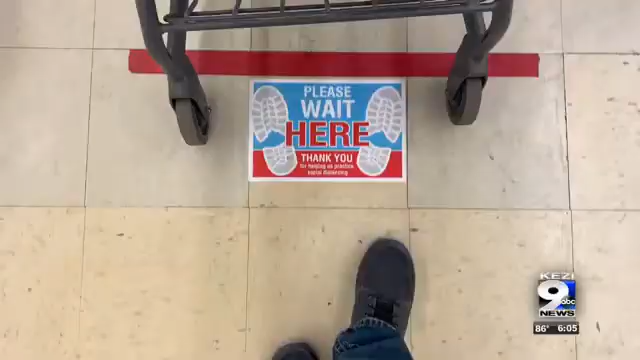 PLEASE
WAIT
HERE
THANK YOU
for helping us practice
social distancing
KEZI
9 abc
NEWS
86° 6:05